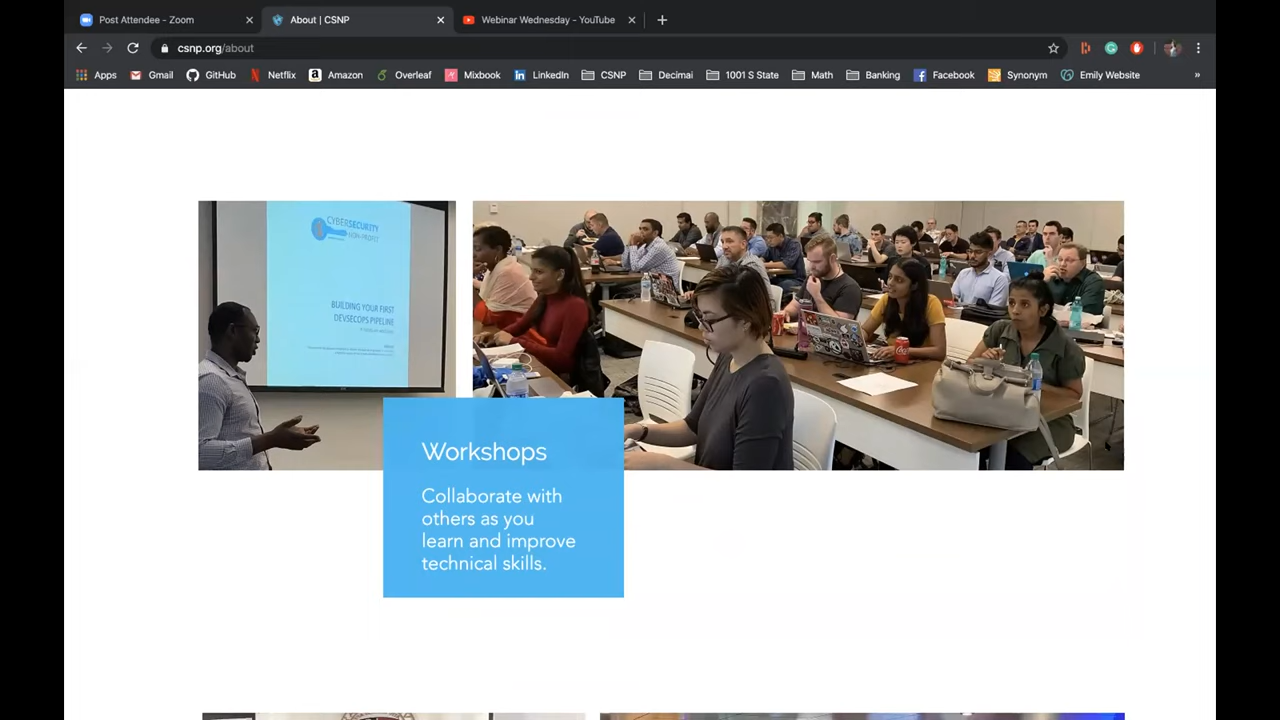 Post Attendee - Zoom
About | CSNP
Webinar Wednesday - YouTube
csnp.org/about
Apps
Gmail
GitHub
Netflix
Amazon
Overleaf
Mixbook
LinkedIn
CSNP
Decimai
1001 S State
Math
Banking
Facebook
Synonym
Emily Website
»
CYBERSECURITY
NON-PROFIT
BUILDING YOUR FIRST
DEVSECOPS PIPELINE
Workshops
Collaborate with
others as you
learn and improve
technical skills.